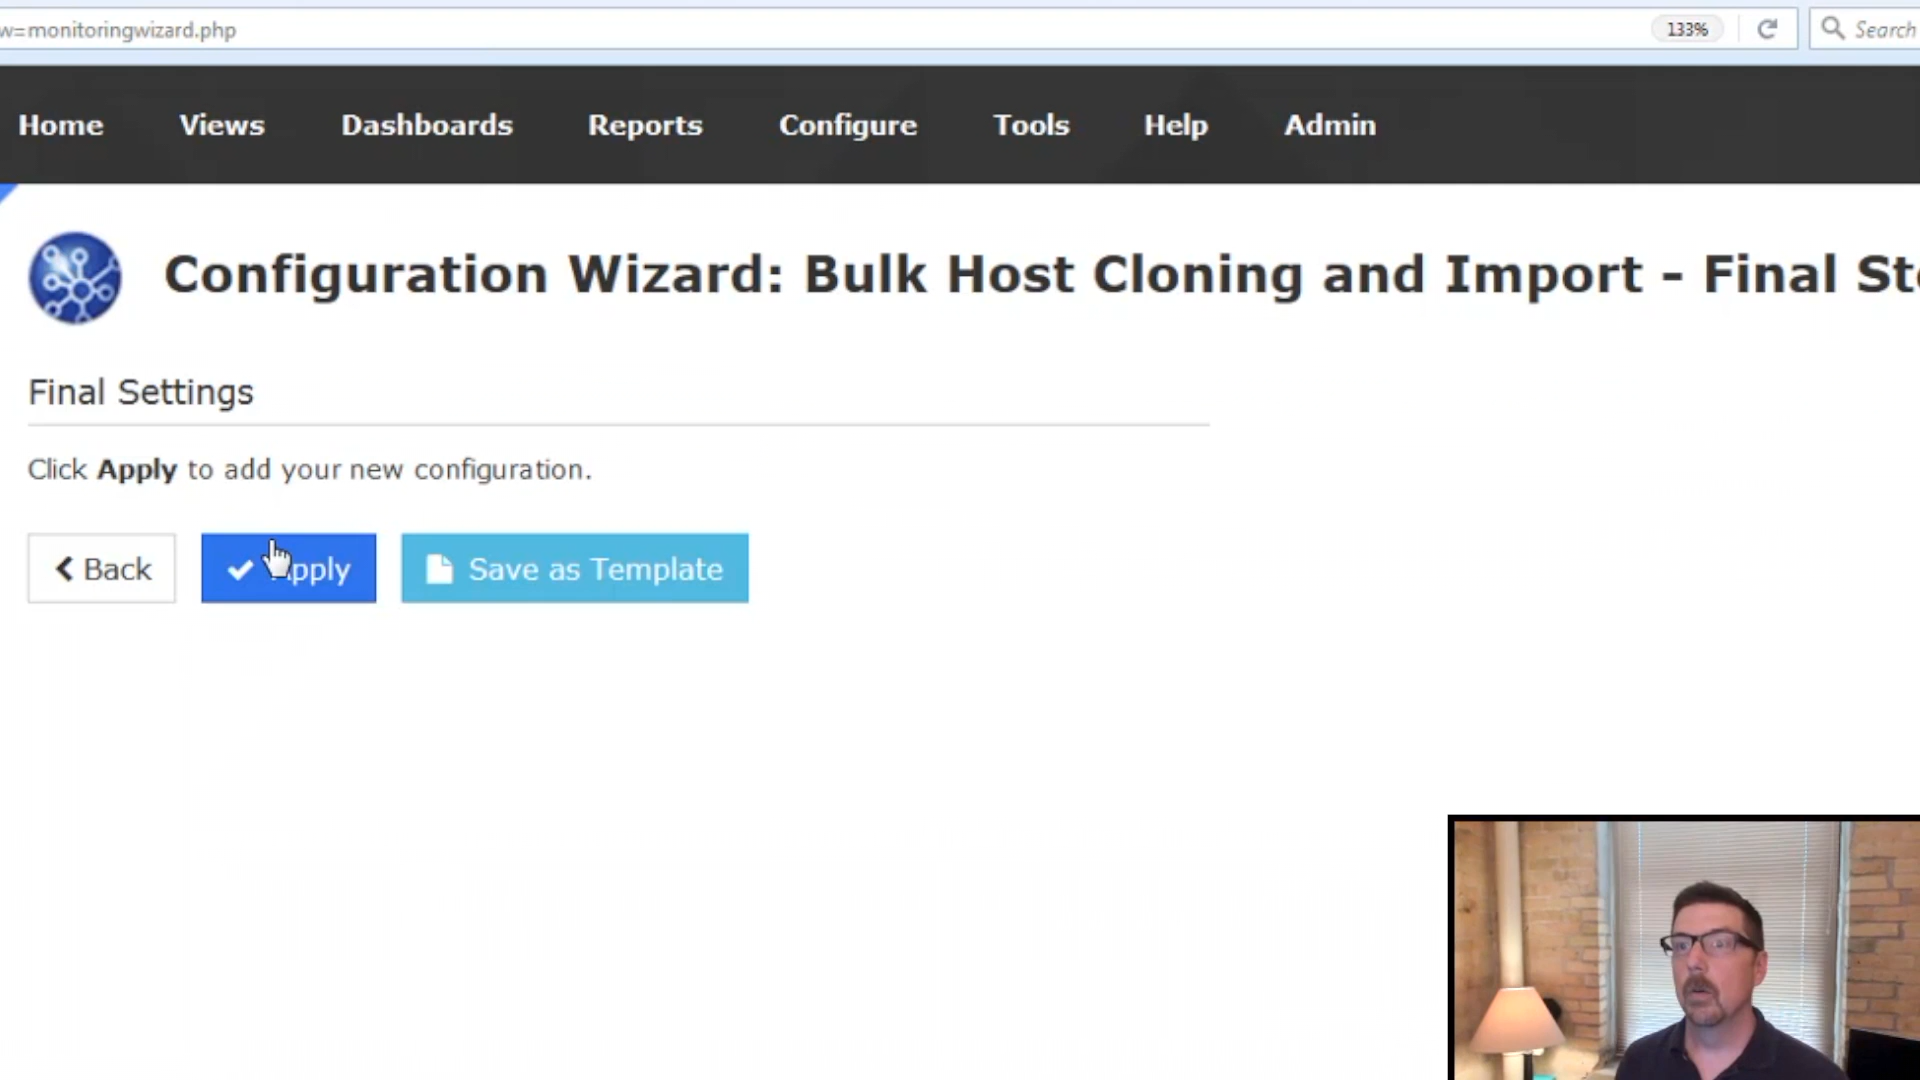 w=monitoringwizard.php 133% Search
Home Views Dashboards Reports Configure Tools Help Admin
Configuration Wizard: Bulk Host Cloning and Import - Final St
Final Settings
Click Apply to add your new configuration.
Back Apply Save as Template